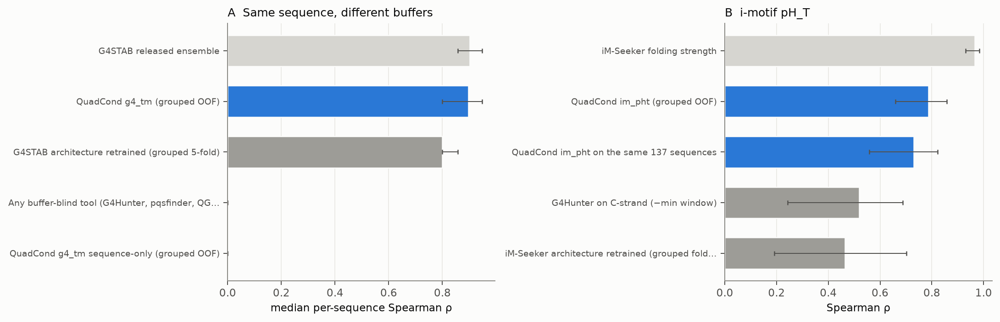 A  Same sequence, different buffers
G4STAB released ensemble
QuadCond g4_tm (grouped OOF)
G4STAB architecture retrained (grouped 5-fold)
Any buffer-blind tool (G4Hunter, pqsfinder, QG…
QuadCond g4_tm sequence-only (grouped OOF)
0.0 0.2 0.4 0.6 0.8
median per-sequence Spearman ρ
B  i-motif pH_T
iM-Seeker folding strength
QuadCond im_pht (grouped OOF)
QuadCond im_pht on the same 137 sequences
G4Hunter on C-strand (−min window)
iM-Seeker architecture retrained (grouped fold…
0.0 0.2 0.4 0.6 0.8 1.0
Spearman ρ